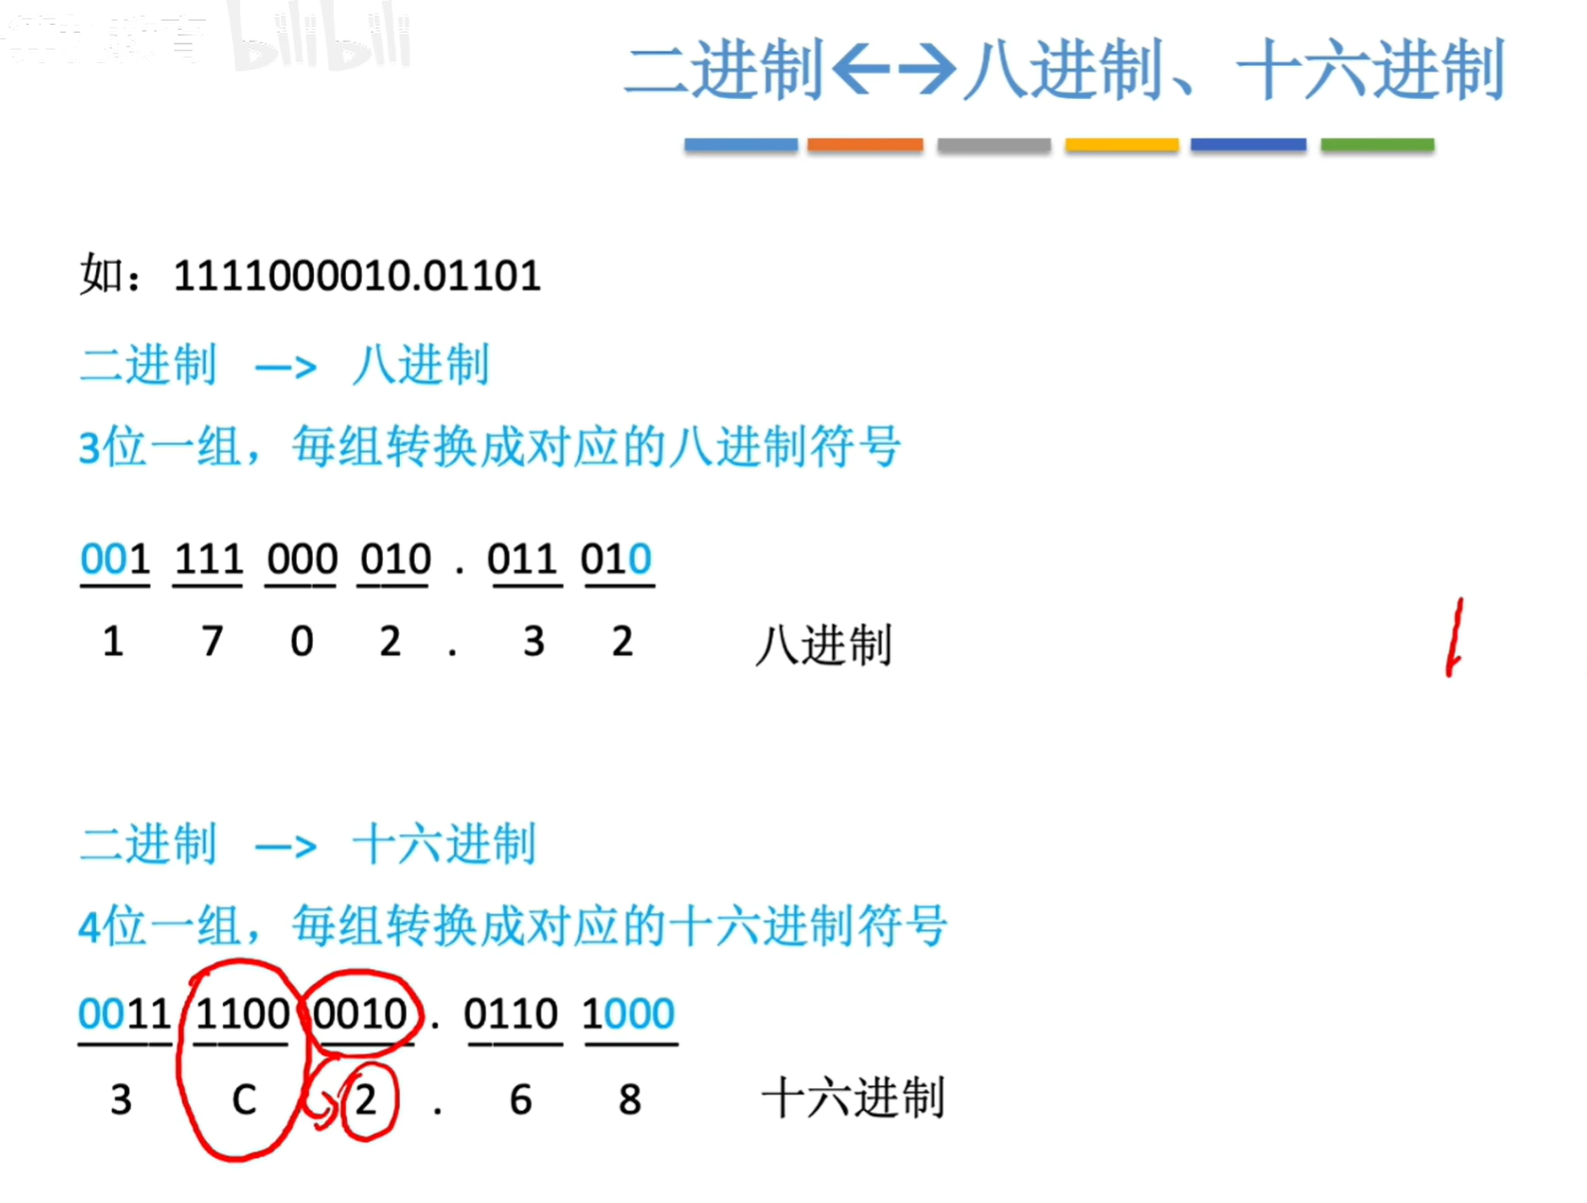 bilibili
二进制←→八进制、十六进制
如：1111000010.01101
二进制 —> 八进制
3位一组，每组转换成对应的八进制符号
001 111 000 010 . 011 010
1 7 0 2 . 3 2 八进制
二进制 —> 十六进制
4位一组，每组转换成对应的十六进制符号
0011 1100 0010 . 0110 1000
3 C 2 . 6 8 十六进制